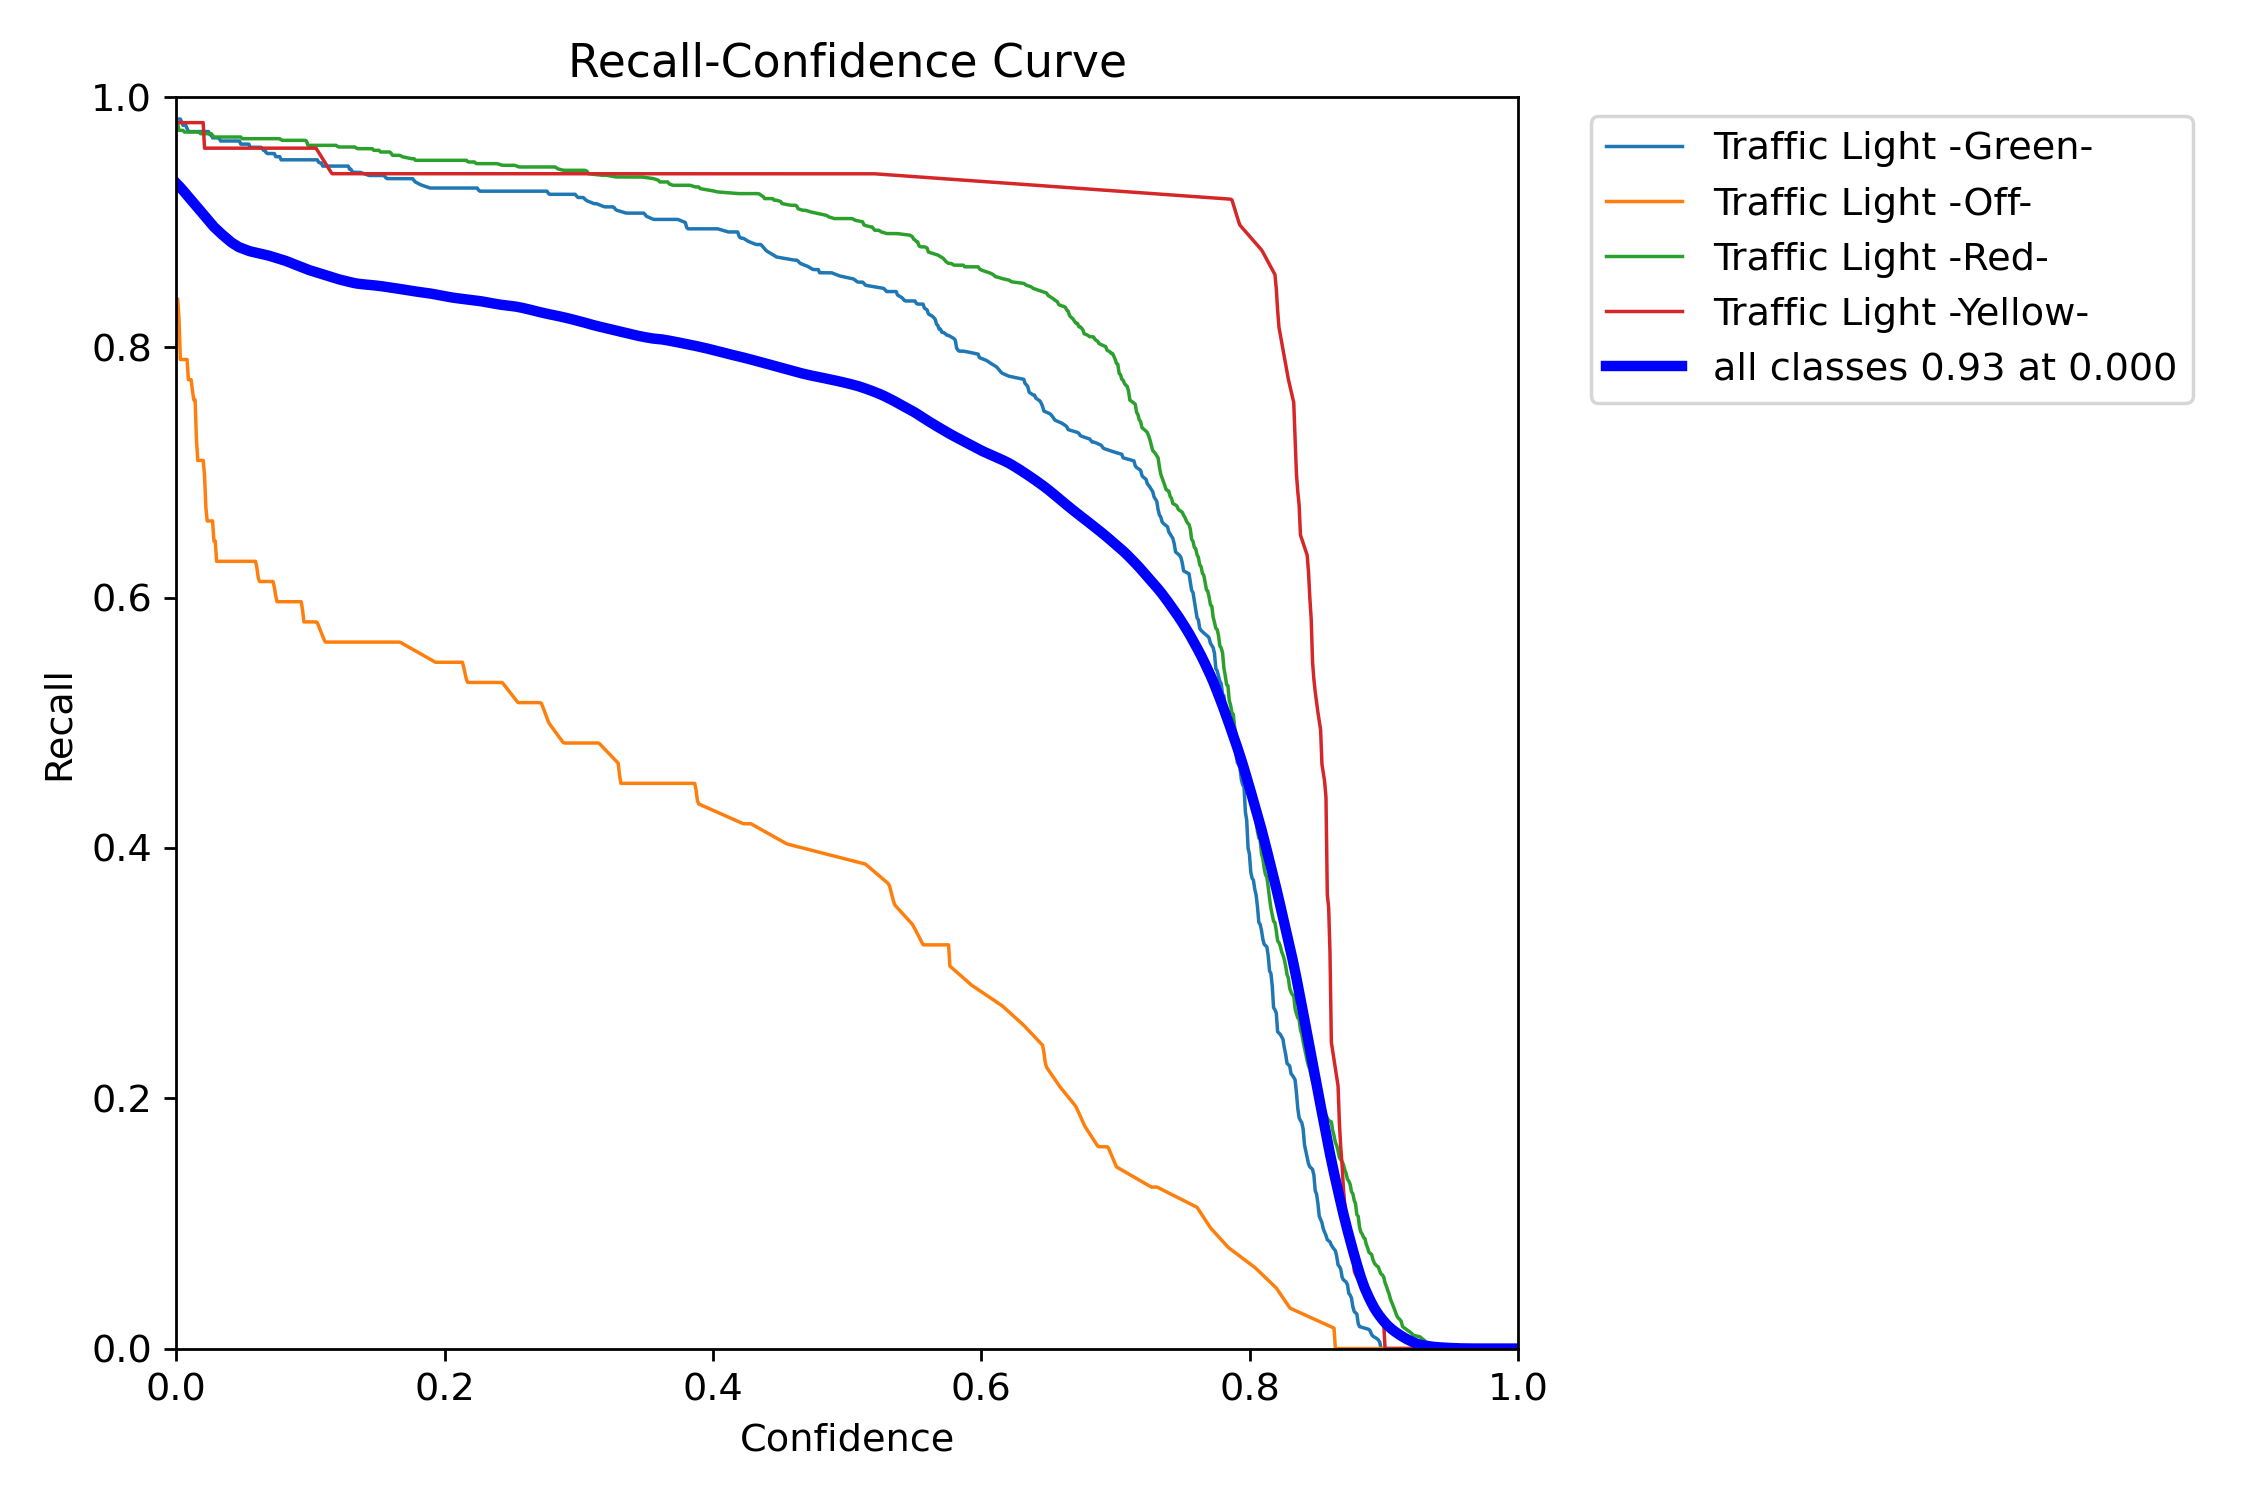 Recall-Confidence Curve
1.0
0.8
0.6
0.4
0.2
0.0
Recall
0.0 0.2 0.4 0.6 0.8 1.0
Confidence
Traffic Light -Green-
Traffic Light -Off-
Traffic Light -Red-
Traffic Light -Yellow-
all classes 0.93 at 0.000